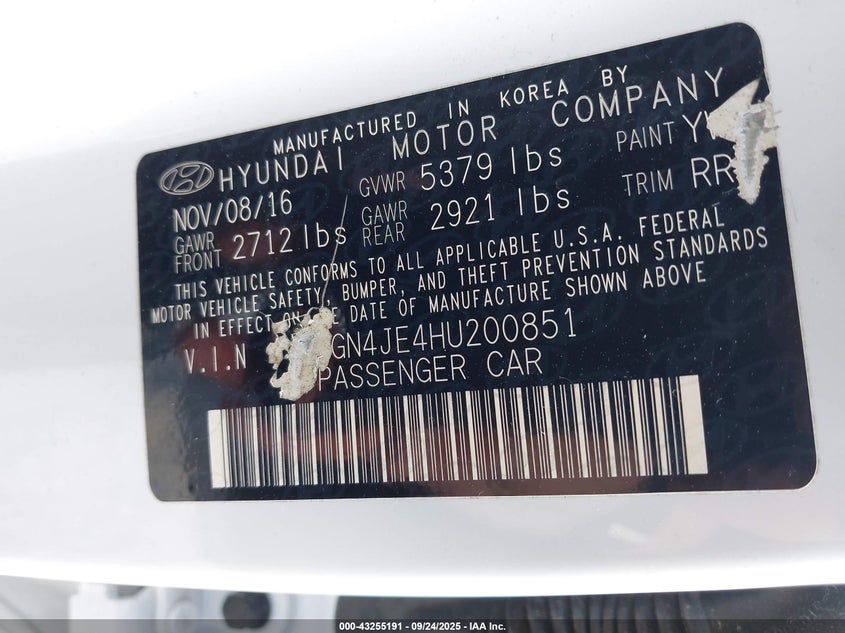 MANUFACTURED IN KOREA BY
HYUNDAI MOTOR COMPANY
NOV/08/16 GVWR 5379 lbs PAINT
GAWR FRONT 2712 lbs GAWR REAR 2921 lbs TRIM RR
THIS VEHICLE CONFORMS TO ALL APPLICABLE U.S.A. FEDERAL
MOTOR VEHICLE SAFETY, BUMPER, AND THEFT PREVENTION STANDARDS
IN EFFECT ON DATE OF MANUFACTURE SHOWN ABOVE
V.I.N GN4JE4HU200851
PASSENGER CAR
000-43255191 - 09/24/2025 - IAA Inc.